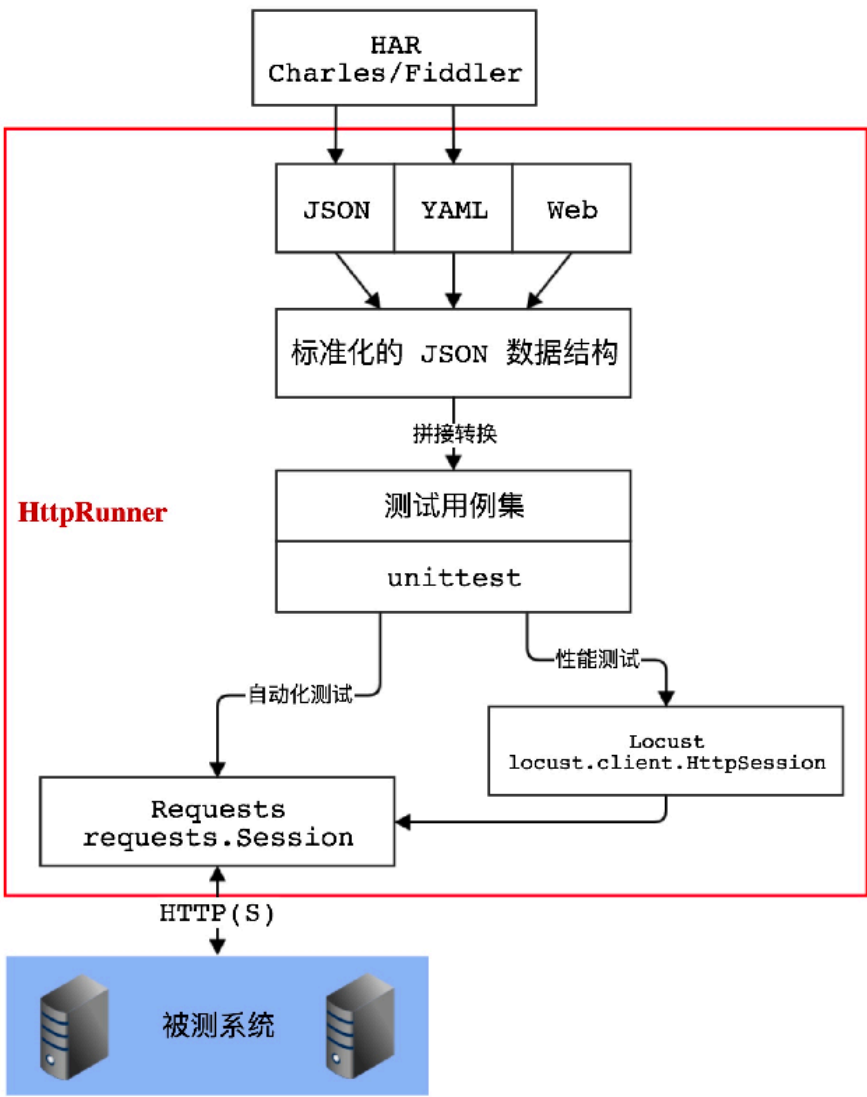 HAR
Charles/Fiddler
JSON
YAML
Web
标准化的 JSON 数据结构
拼接转换
测试用例集
HttpRunner
unittest
性能测试
自动化测试
Locust
locust.client.HttpSession
Requests
requests.Session
HTTP(S)
被测系统